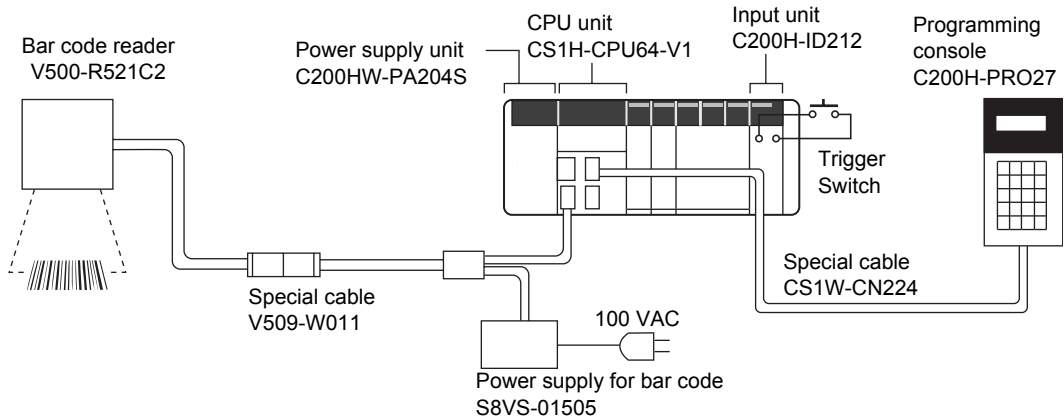 Bar code reader
V500-R521C2
Power supply unit
C200HW-PA204S
CPU unit
CS1H-CPU64-V1
Input unit
C200H-ID212
Programming
console
C200H-PRO27
Trigger
Switch
Special cable
V509-W011
Special cable
CS1W-CN224
100 VAC
Power supply for bar code
S8VS-01505